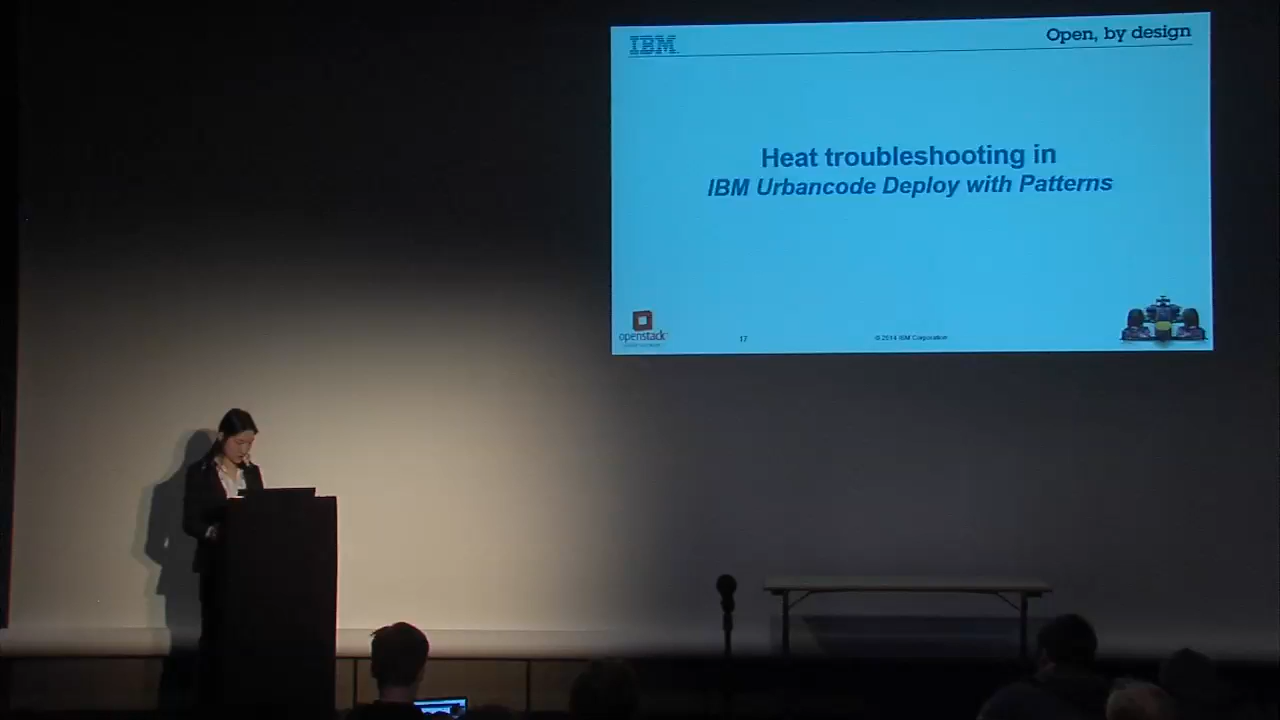 IBM
Open, by design
Heat troubleshooting in
IBM Urbancode Deploy with Patterns
openstack
17
© 2014 IBM Corporation